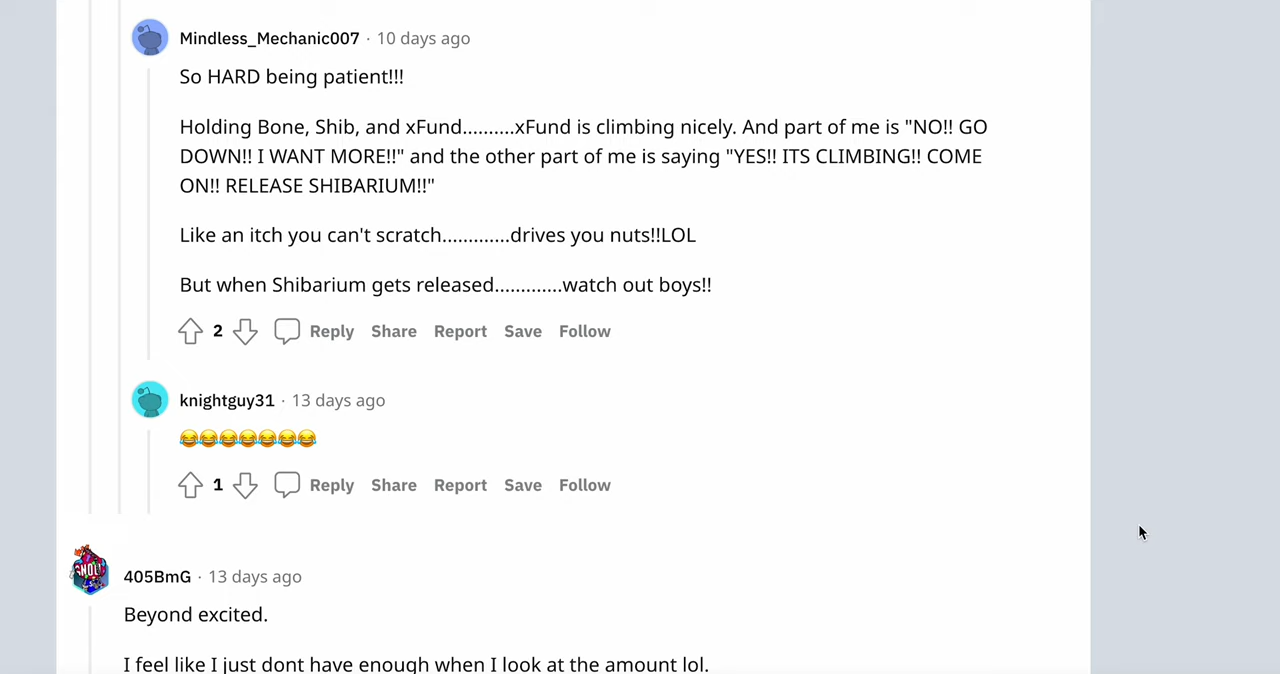 Mindless_Mechanic007 · 10 days ago
So HARD being patient!!!
Holding Bone, Shib, and xFund..........xFund is climbing nicely. And part of me is "NO!! GO
DOWN!! I WANT MORE!!" and the other part of me is saying "YES!! ITS CLIMBING!! COME
ON!! RELEASE SHIBARIUM!!"
Like an itch you can't scratch.............drives you nuts!!LOL
But when Shibarium gets released.............watch out boys!!
2 Reply Share Report Save Follow
knightguy31 · 13 days ago
😂😂😂😂😂😂😂
1 Reply Share Report Save Follow
405BmG · 13 days ago
Beyond excited.
I feel like I just dont have enough when I look at the amount lol.